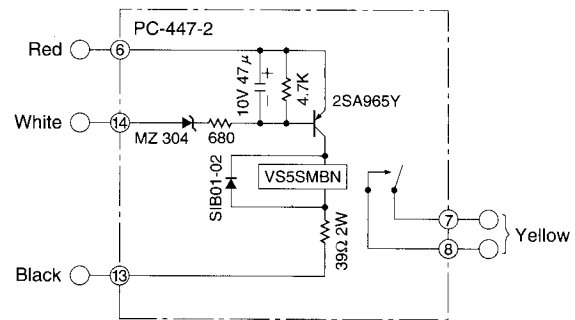 PC-447-2
Red
6
10V 47μ
+
−
4.7K
2SA965Y
White
14
MZ 304
680
SIB01-02
VS5SMBN
39Ω 2W
7
8
Yellow
Black
13